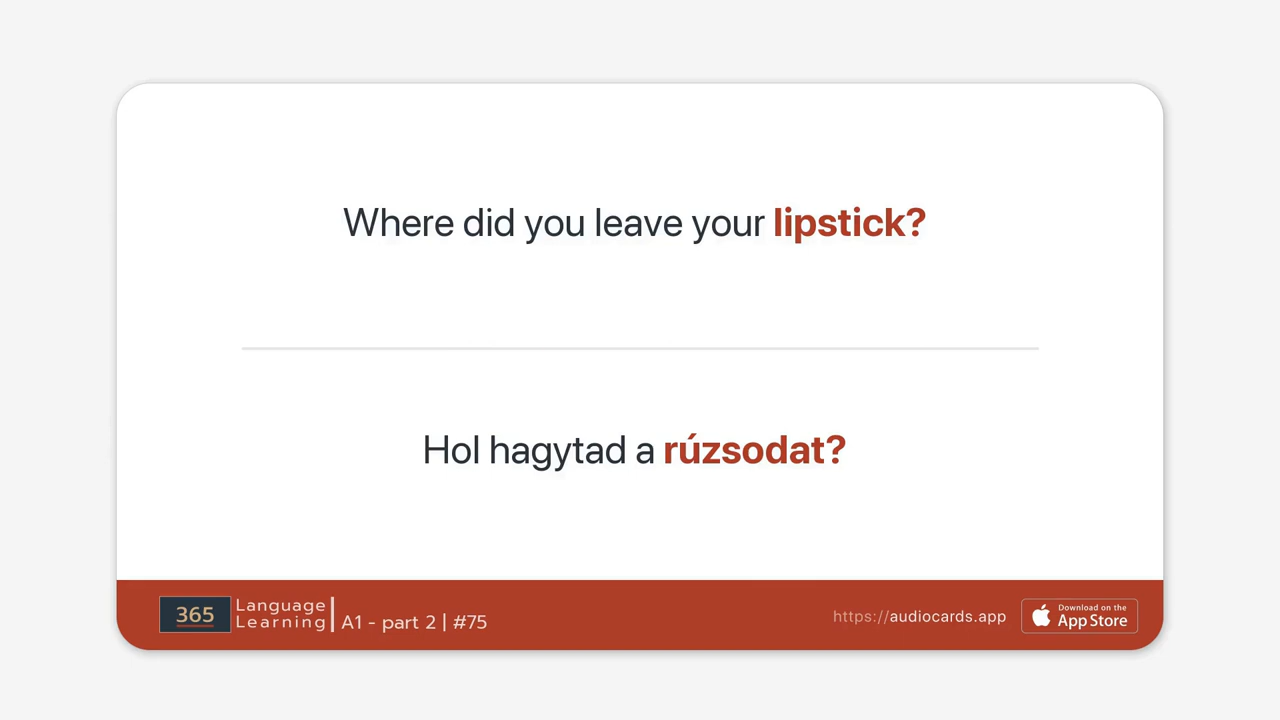 Where did you leave your lipstick?
Hol hagytad a rúzsodat?
365
Language
Learning
A1 - part 2 | #75
https://audiocards.app
Download on the
App Store